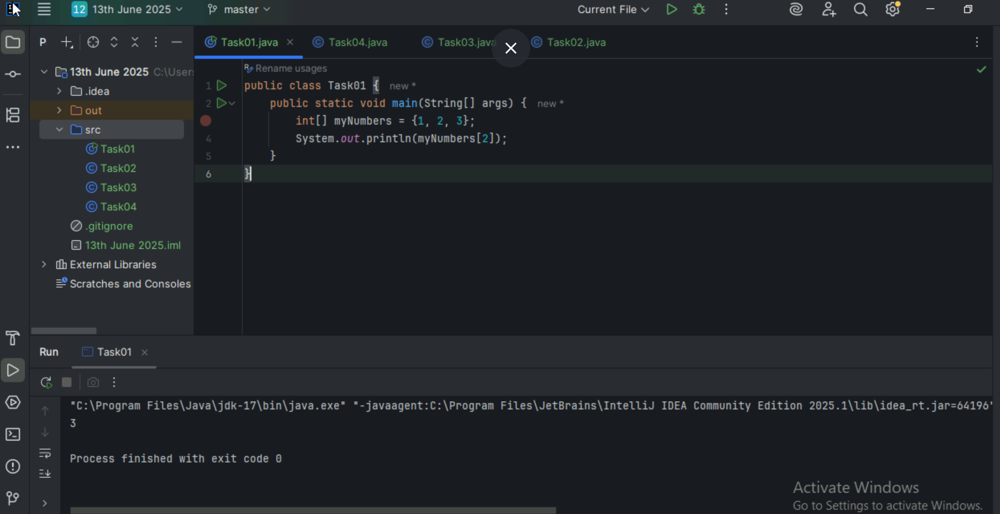 12 13th June 2025 master Current File
P
Task01.java Task04.java Task03.java Task02.java
13th June 2025 C:\Users
.idea
out
src
Task01
Task02
Task03
Task04
.gitignore
13th June 2025.iml
External Libraries
Scratches and Consoles
Rename usages
1 public class Task01 { new *
2 public static void main(String[] args) { new *
int[] myNumbers = {1, 2, 3};
4 System.out.println(myNumbers[2]);
5 }
6 }
Run Task01
"C:\Program Files\Java\jdk-17\bin\java.exe" "-javaagent:C:\Program Files\JetBrains\IntelliJ IDEA Community Edition 2025.1\lib\idea_rt.jar=64196"
3
Process finished with exit code 0
Activate Windows
Go to Settings to activate Windows.